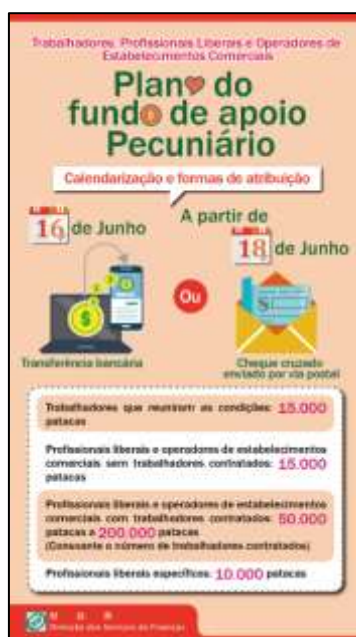 Trabalhadores, Profissionais Liberais e Operadores de
Estabelecimentos Comerciais
Plano do
fundo de apoio
Pecuniário
Calendarização e formas de atribuição
16 de Junho
A partir de
18 de Junho
Ou
Transferência bancária
Cheque cruzado
enviado por via postal
Trabalhadores que reuniram as condições: 15.000
patacas
Profissionais liberais e operadores de estabelecimentos
comerciais sem trabalhadores contratados: 15.000
patacas
Profissionais liberais e operadores de estabelecimentos
comerciais com trabalhadores contratados: 50.000
patacas a 200.000 patacas
(Consoante o número de trabalhadores contratados)
Profissionais liberais específicos: 10.000 patacas
Direcção dos Serviços de Finanças